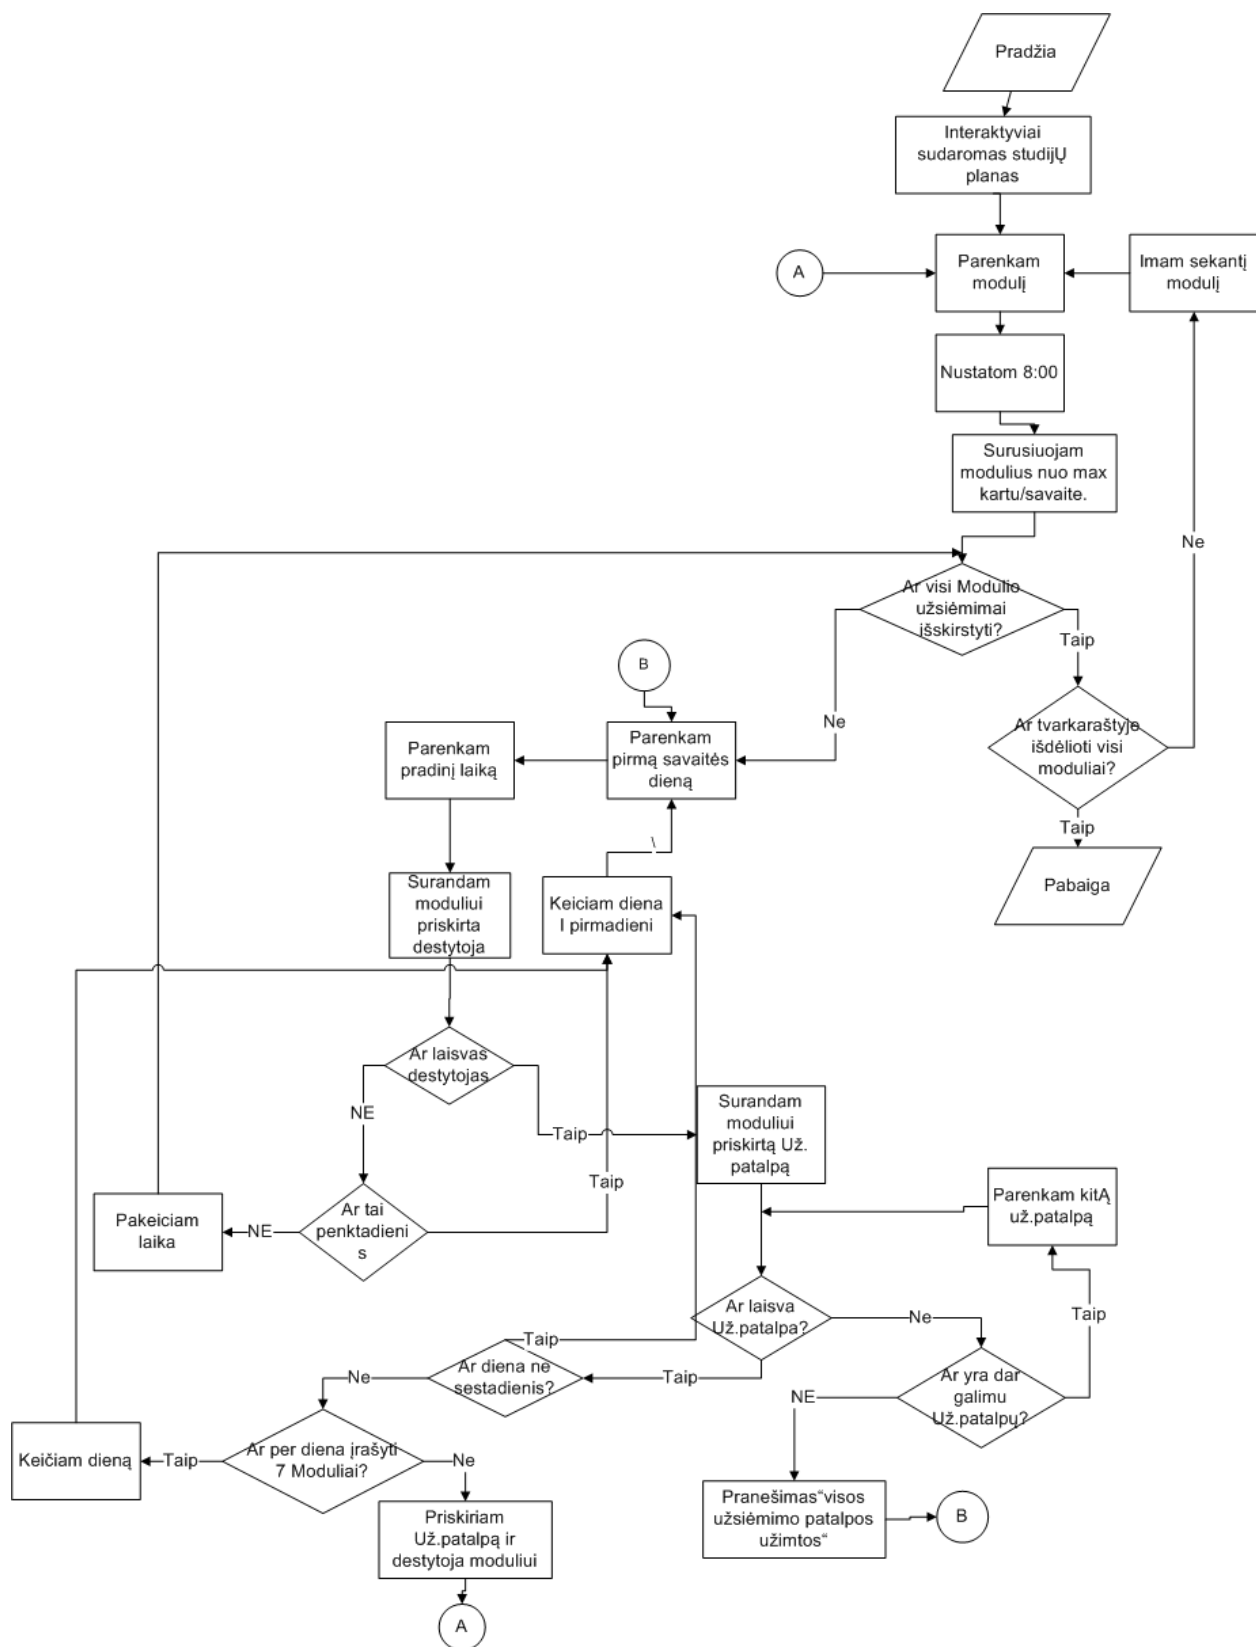 Pradžia
Interaktyviai
sudaromas studijŲ
planas
A
Parenkam
modulį
Imam sekantį
modulį
Nustatom 8:00
Surusiuojam
modulius nuo max
kartu/savaite.
Ne
Ar visi Modulio
užsiėmimai
išskirstyti?
Taip
B
Ne
Parenkam
pradinį laiką
Parenkam
pirmą savaitės
dieną
Ar tvarkaraštyje
išdėlioti visi
moduliai?
Taip
\
Surandam
moduliui
priskirta
destytoja
Keiciam diena
I pirmadieni
Pabaiga
Ar laisvas
destytojas
NE
Taip
Surandam
moduliui
priskirtą Už.
patalpą
Taip
Pakeiciam
laika
NE
Ar tai
penktadieni
s
Parenkam kitĄ
už.patalpą
Ar laisva
Už.patalpa?
Ne
Taip
Taip
Ar diena ne
sestadienis?
Taip
Ne
Ar yra dar
galimu
Už.patalpų?
NE
Keičiam dieną
Taip
Ar per diena įrašyti
7 Moduliai?
Ne
Priskiriam
Už.patalpą ir
destytoja moduliui
Pranešimas“visos
užsiėmimo patalpos
užimtos“
B
A